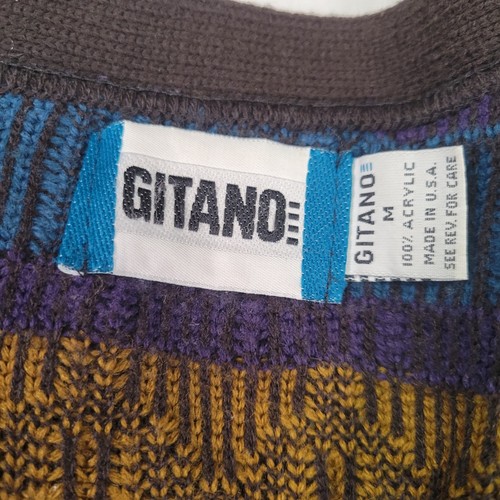 GITANO
GITANO
M
100% ACRYLIC
MADE IN U.S.A.
SEE REV. FOR CARE